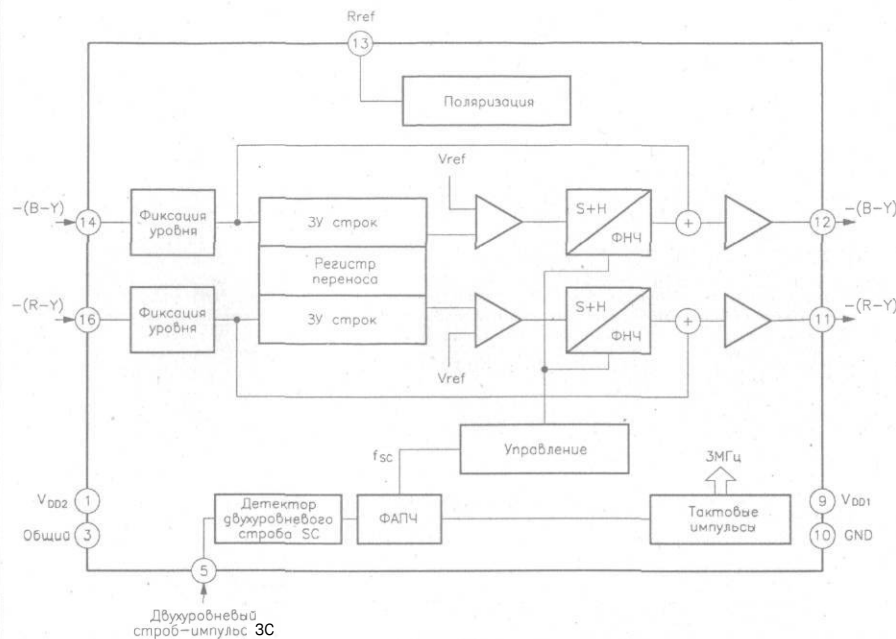 Rref
13
Поляризация
Vref
-(B-Y)
14
Фиксация
уровня
ЗУ строк
S+H
ФНЧ
+
12
-(B-Y)
Регистр
переноса
-(R-Y)
16
Фиксация
уровня
ЗУ строк
S+H
ФНЧ
+
11
-(R-Y)
Vref
Управление
fSC
3МГц
VDD2
1
Детектор
двухуровневого
строба SC
ФАПЧ
Тактовые
импульсы
9
VDD1
Общий
3
10
GND
5
Двухуровневый
строб-импульс 3C